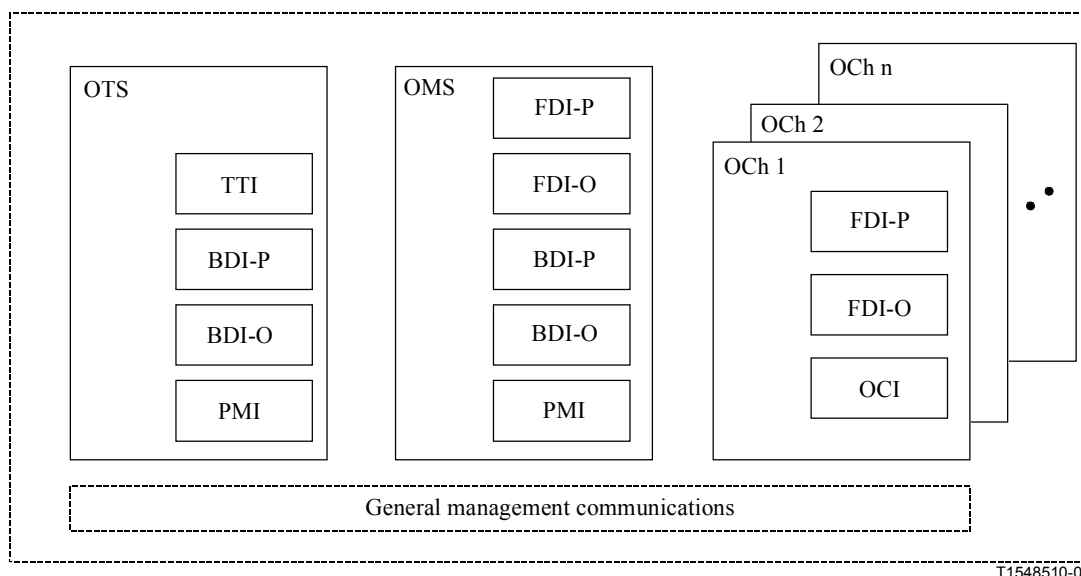 OTS
TTI
BDI-P
BDI-O
PMI
OMS
FDI-P
FDI-O
BDI-P
BDI-O
PMI
OCh n
OCh 2
OCh 1
FDI-P
FDI-O
OCI
General management communications
T1548510-0